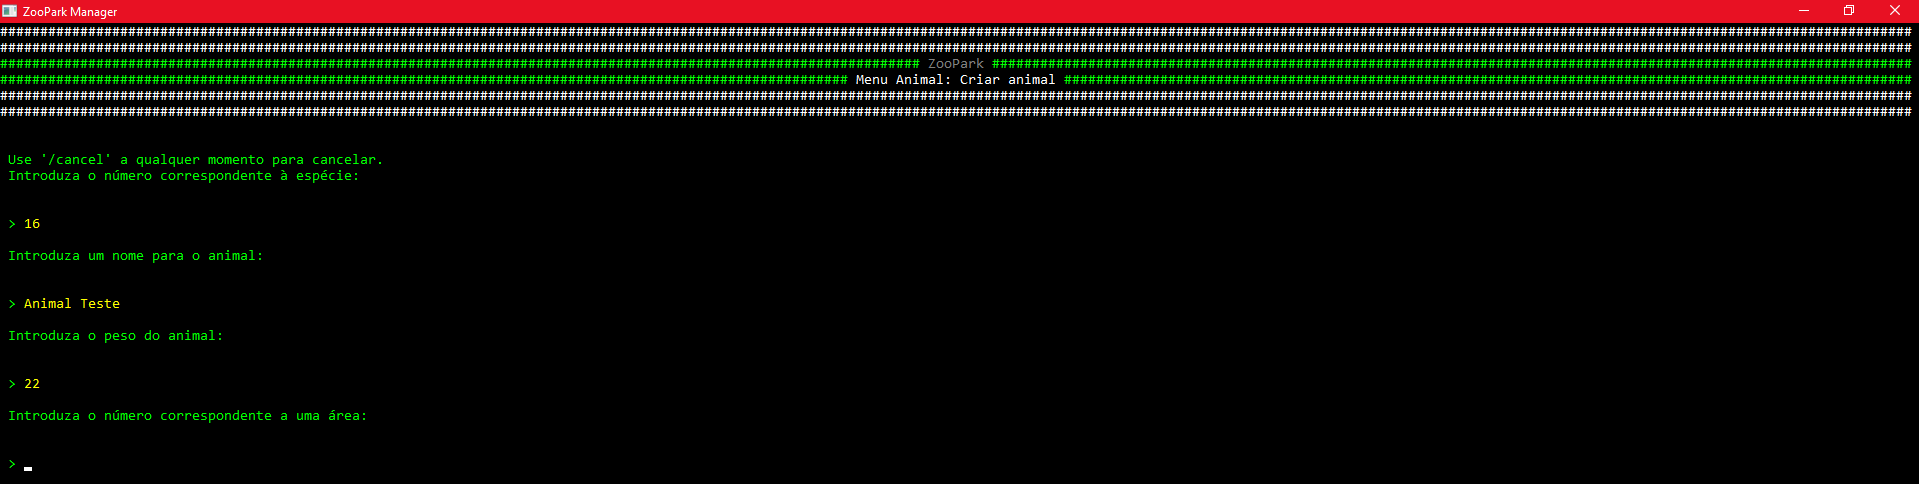 ZooPark Manager
ZooPark
Menu Animal: Criar animal
Use '/cancel' a qualquer momento para cancelar.
Introduza o número correspondente à espécie:
> 16
Introduza um nome para o animal:
> Animal Teste
Introduza o peso do animal:
> 22
Introduza o número correspondente a uma área:
>